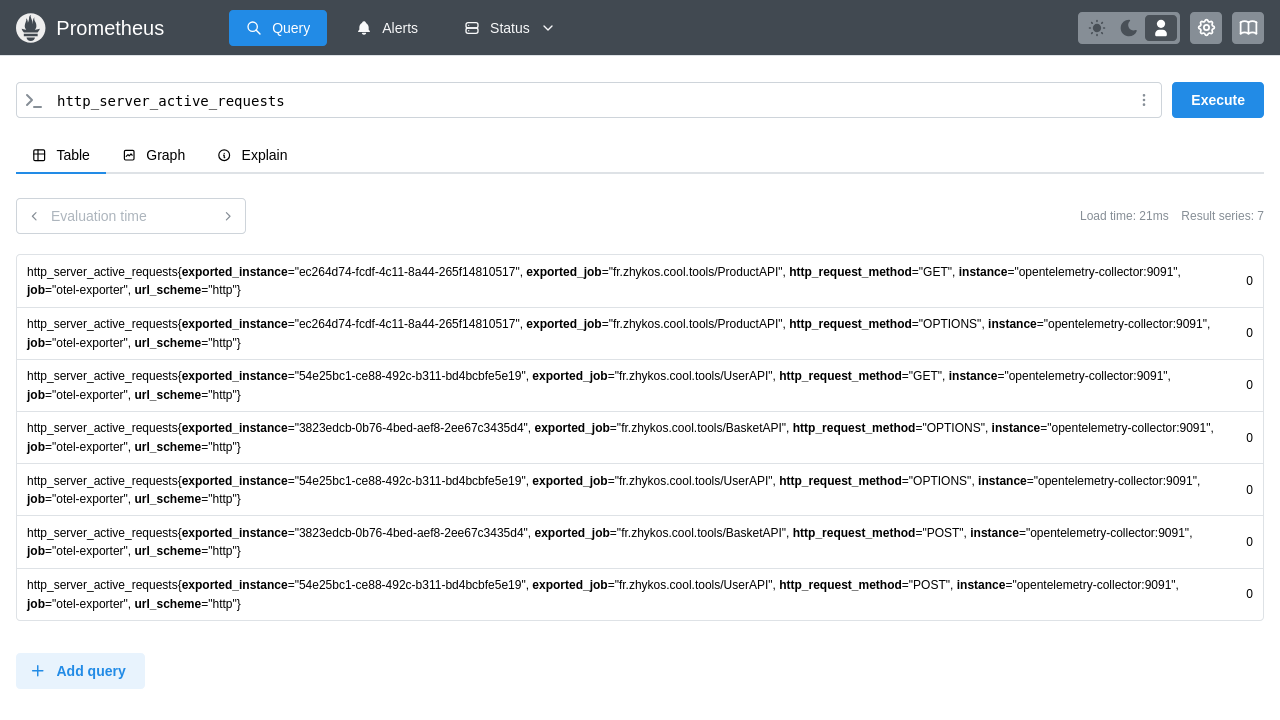 Prometheus Query Alerts Status
http_server_active_requests Execute
Table Graph Explain
Evaluation time Load time: 21ms Result series: 7
http_server_active_requests{exported_instance="ec264d74-fcdf-4c11-8a44-265f14810517", exported_job="fr.zhykos.cool.tools/ProductAPI", http_request_method="GET", instance="opentelemetry-collector:9091",
job="otel-exporter", url_scheme="http"} 0
http_server_active_requests{exported_instance="ec264d74-fcdf-4c11-8a44-265f14810517", exported_job="fr.zhykos.cool.tools/ProductAPI", http_request_method="OPTIONS", instance="opentelemetry-collector:9091",
job="otel-exporter", url_scheme="http"} 0
http_server_active_requests{exported_instance="54e25bc1-ce88-492c-b311-bd4bcbfe5e19", exported_job="fr.zhykos.cool.tools/UserAPI", http_request_method="GET", instance="opentelemetry-collector:9091",
job="otel-exporter", url_scheme="http"} 0
http_server_active_requests{exported_instance="3823edcb-0b76-4bed-aef8-2ee67c3435d4", exported_job="fr.zhykos.cool.tools/BasketAPI", http_request_method="OPTIONS", instance="opentelemetry-collector:9091",
job="otel-exporter", url_scheme="http"} 0
http_server_active_requests{exported_instance="54e25bc1-ce88-492c-b311-bd4bcbfe5e19", exported_job="fr.zhykos.cool.tools/UserAPI", http_request_method="OPTIONS", instance="opentelemetry-collector:9091",
job="otel-exporter", url_scheme="http"} 0
http_server_active_requests{exported_instance="3823edcb-0b76-4bed-aef8-2ee67c3435d4", exported_job="fr.zhykos.cool.tools/BasketAPI", http_request_method="POST", instance="opentelemetry-collector:9091",
job="otel-exporter", url_scheme="http"} 0
http_server_active_requests{exported_instance="54e25bc1-ce88-492c-b311-bd4bcbfe5e19", exported_job="fr.zhykos.cool.tools/UserAPI", http_request_method="POST", instance="opentelemetry-collector:9091",
job="otel-exporter", url_scheme="http"} 0
Add query